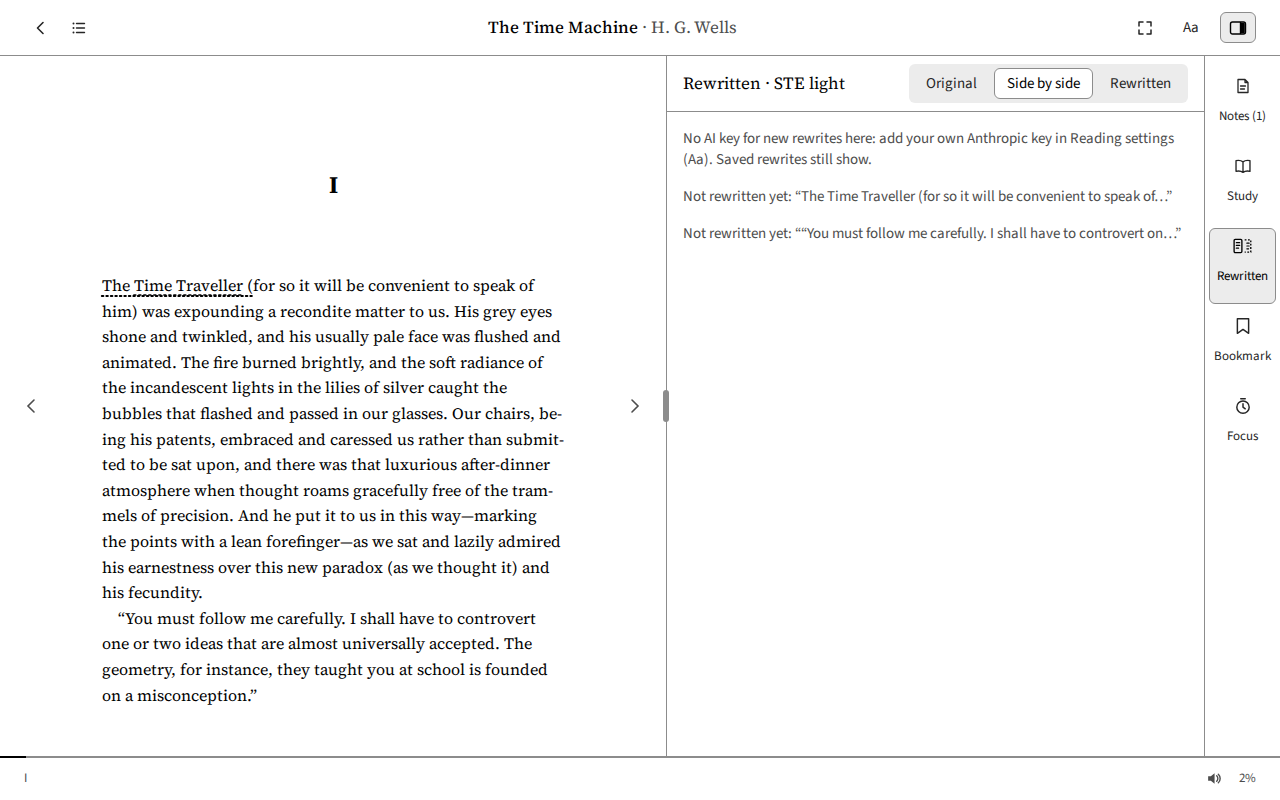 The Time Machine · H. G. Wells
Aa
I
The Time Traveller (for so it will be convenient to speak of
him) was expounding a recondite matter to us. His grey eyes
shone and twinkled, and his usually pale face was flushed and
animated. The fire burned brightly, and the soft radiance of
the incandescent lights in the lilies of silver caught the
bubbles that flashed and passed in our glasses. Our chairs, be-
ing his patents, embraced and caressed us rather than submit-
ted to be sat upon, and there was that luxurious after-dinner
atmosphere when thought roams gracefully free of the tram-
mels of precision. And he put it to us in this way—marking
the points with a lean forefinger—as we sat and lazily admired
his earnestness over this new paradox (as we thought it) and
his fecundity.
“You must follow me carefully. I shall have to controvert
one or two ideas that are almost universally accepted. The
geometry, for instance, they taught you at school is founded
on a misconception.”
Rewritten · STE light
Original
Side by side
Rewritten
No AI key for new rewrites here: add your own Anthropic key in Reading settings
(Aa). Saved rewrites still show.
Not rewritten yet: “The Time Traveller (for so it will be convenient to speak of…”
Not rewritten yet: ““You must follow me carefully. I shall have to controvert on…”
Notes (1)
Study
Rewritten
Bookmark
Focus
I
2%